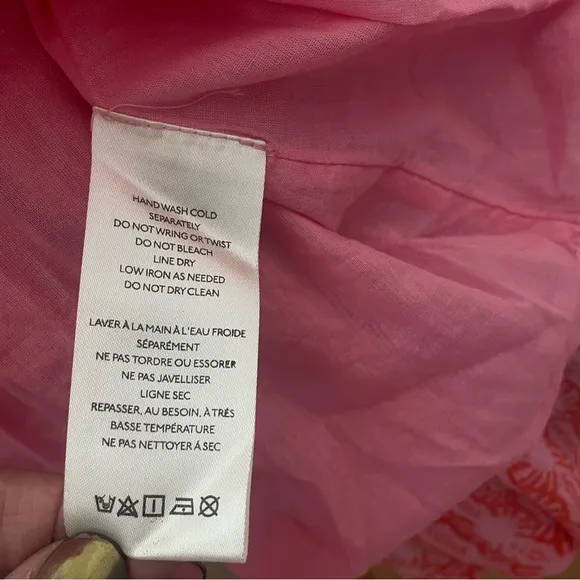 HAND WASH COLD
SEPARATELY
DO NOT WRING OR TWIST
DO NOT BLEACH
LINE DRY
LOW IRON AS NEEDED
DO NOT DRY CLEAN
LAVER À LA MAIN À L'EAU FROIDE
SÉPARÉMENT
NE PAS TORDRE OU ESSORER
NE PAS JAVELLISER
LIGNE SEC
REPASSER, AU BESOIN, À TRÉS
BASSE TEMPÉRATURE
NE PAS NETTOYER Á SEC